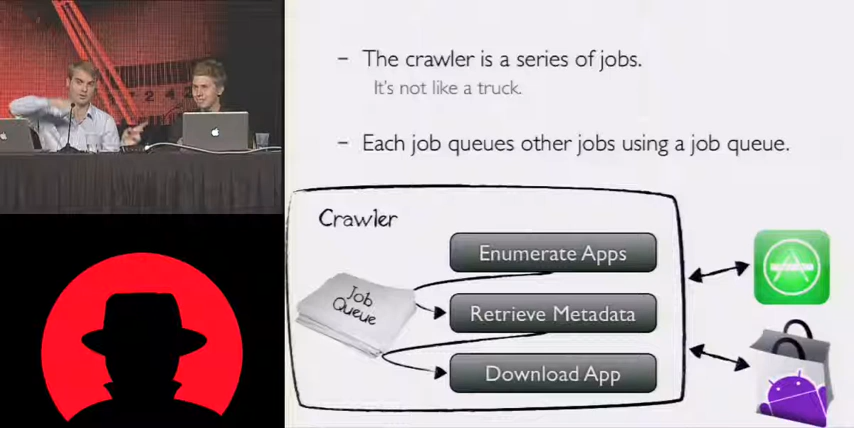 – The crawler is a series of jobs.
It's not like a truck.
– Each job queues other jobs using a job queue.
Crawler
Enumerate Apps
Job
Queue
Retrieve Metadata
Download App